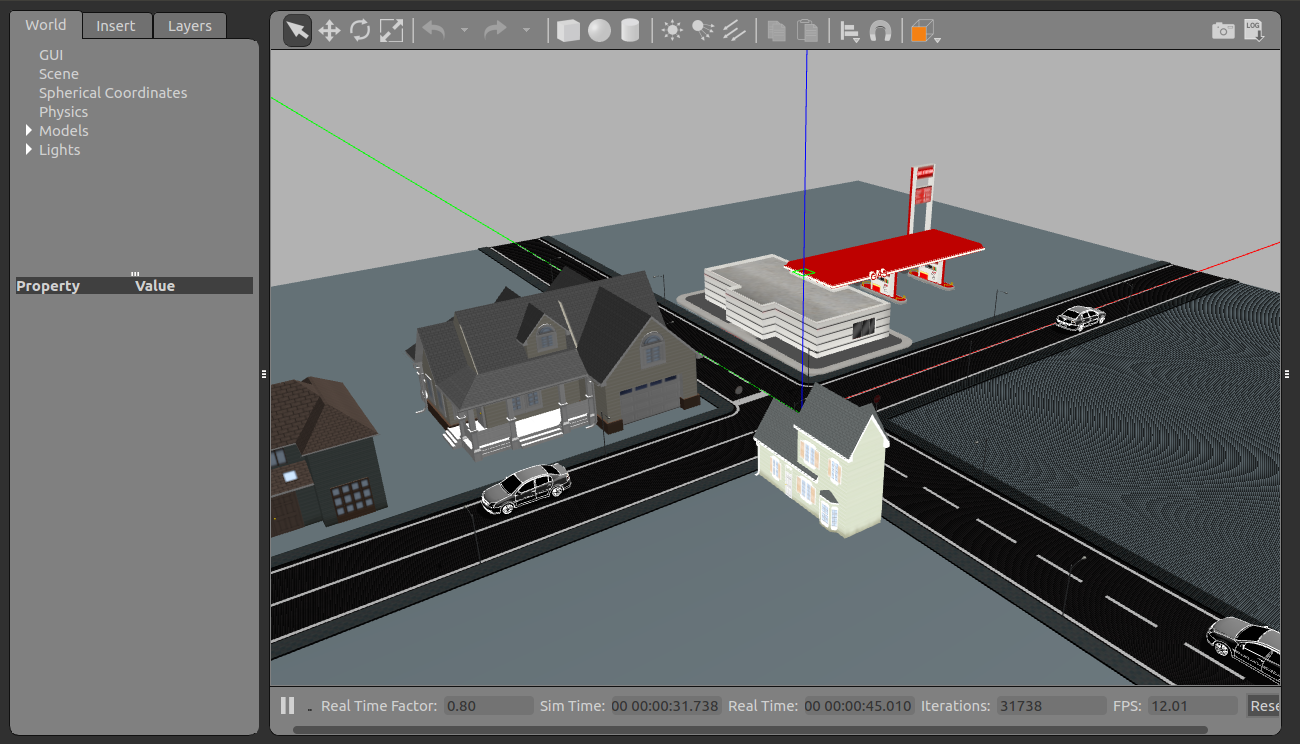 World Insert Layers
GUI
Scene
Spherical Coordinates
Physics
Models
Lights
Property Value
LOG
GAS
Real Time Factor: 0.80 Sim Time: 00 00:00:31.738 Real Time: 00 00:00:45.010 Iterations: 31738 FPS: 12.01 Rese